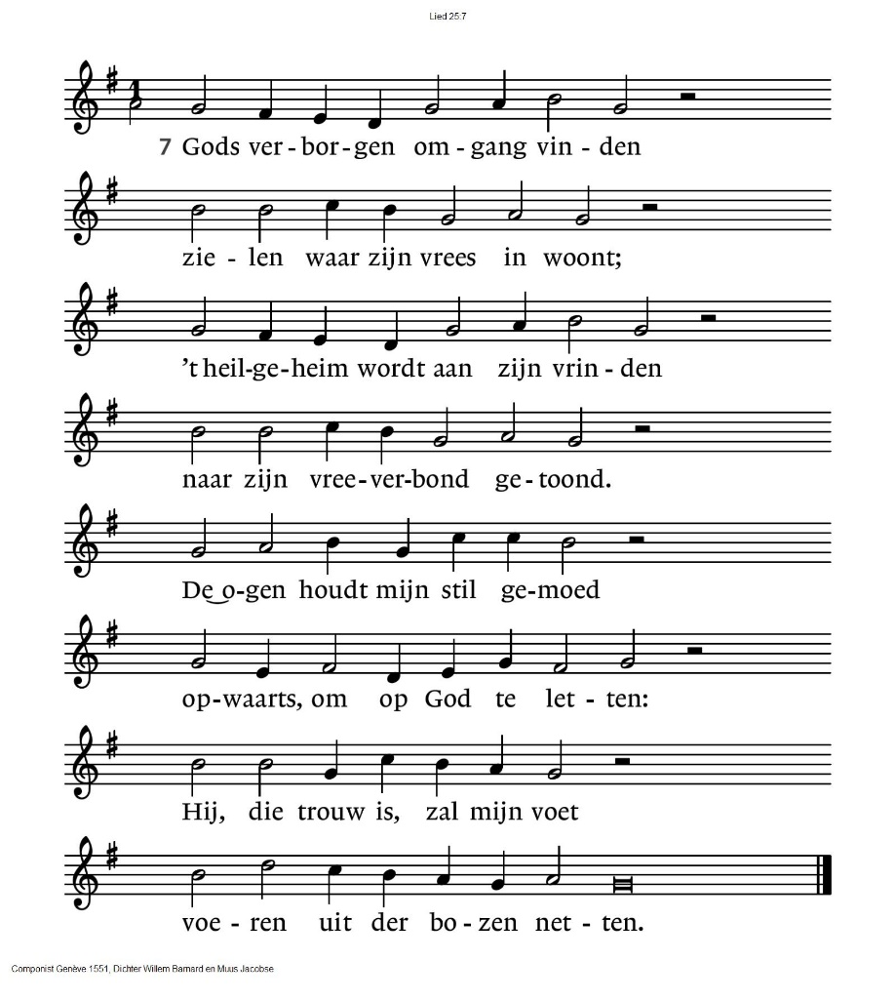 Lied 25:7
1
7 Gods ver-bor-gen om-gang vin-den
zie-len waar zijn vrees in woont;
’t heil-ge-heim wordt aan zijn vrin-den
naar zijn vree-ver-bond ge-toond.
De‿o-gen houdt mijn stil ge-moed
op-waarts, om op God te let-ten:
Hij, die trouw is, zal mijn voet
voe-ren uit der bo-zen net-ten.
Componist Genève 1551, Dichter Willem Barnard en Muus Jacobse